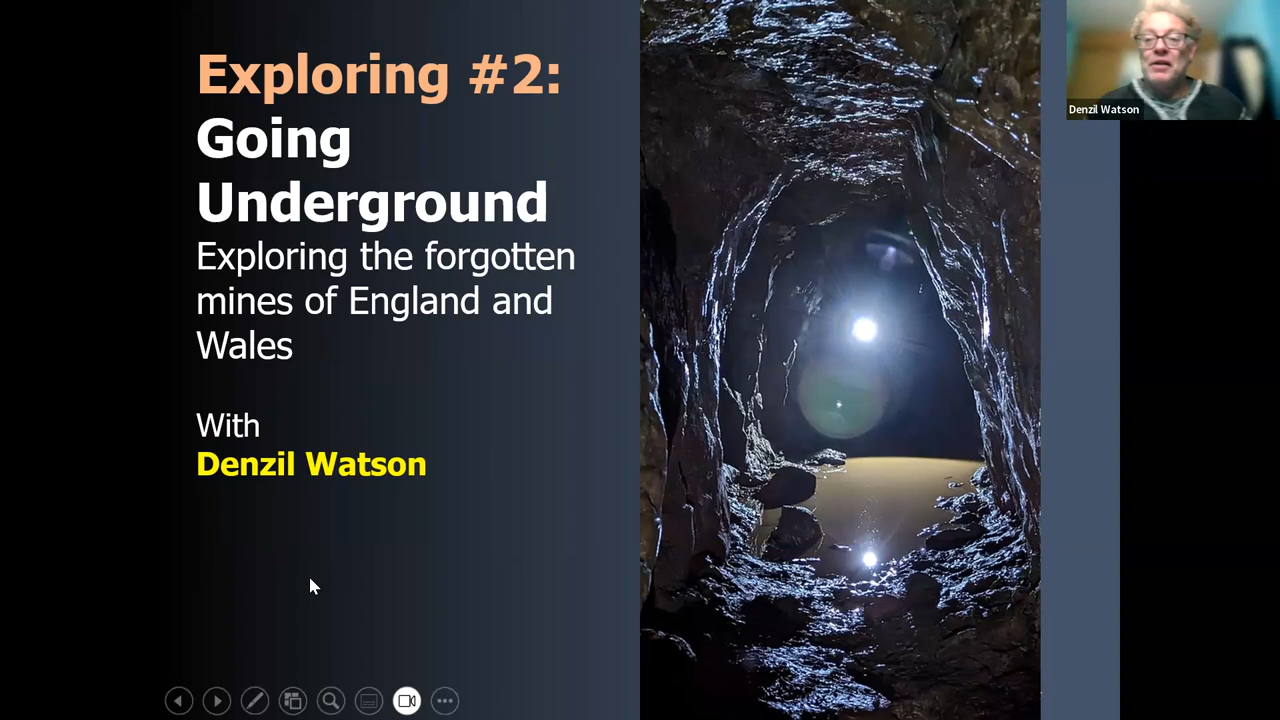 Exploring #2:
Going
Underground
Exploring the forgotten
mines of England and
Wales
With
Denzil Watson
Denzil Watson